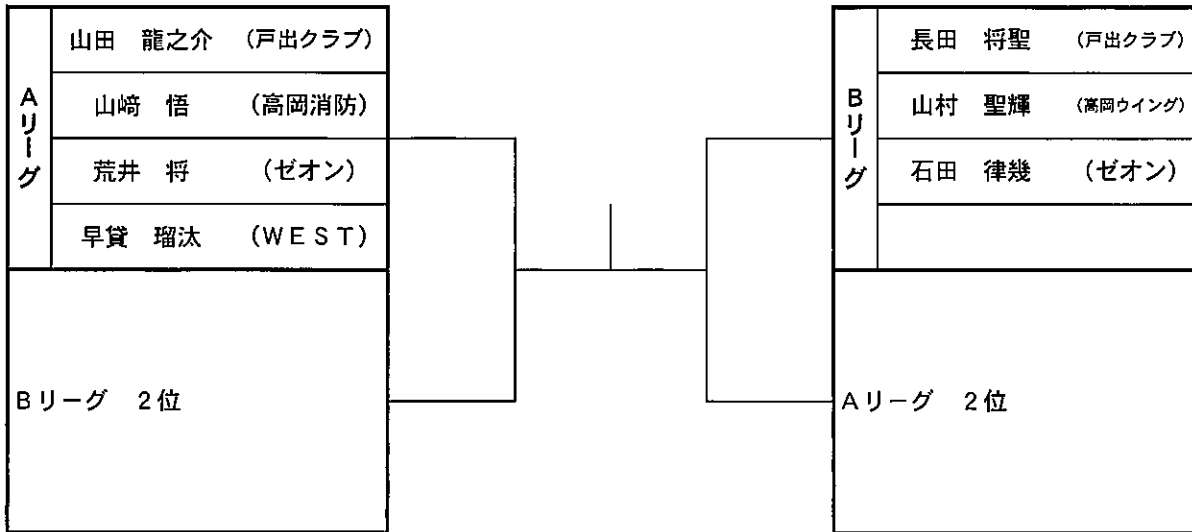 Aリーグ
山田 龍之介 (戸出クラブ)
山﨑 悟 (高岡消防)
荒井 将 (ゼオン)
早貸 瑠汰 (WEST)
Bリーグ 2位
Bリーグ
長田 将聖 (戸出クラブ)
山村 聖輝 (高岡ウイング)
石田 律幾 (ゼオン)
Aリーグ 2位